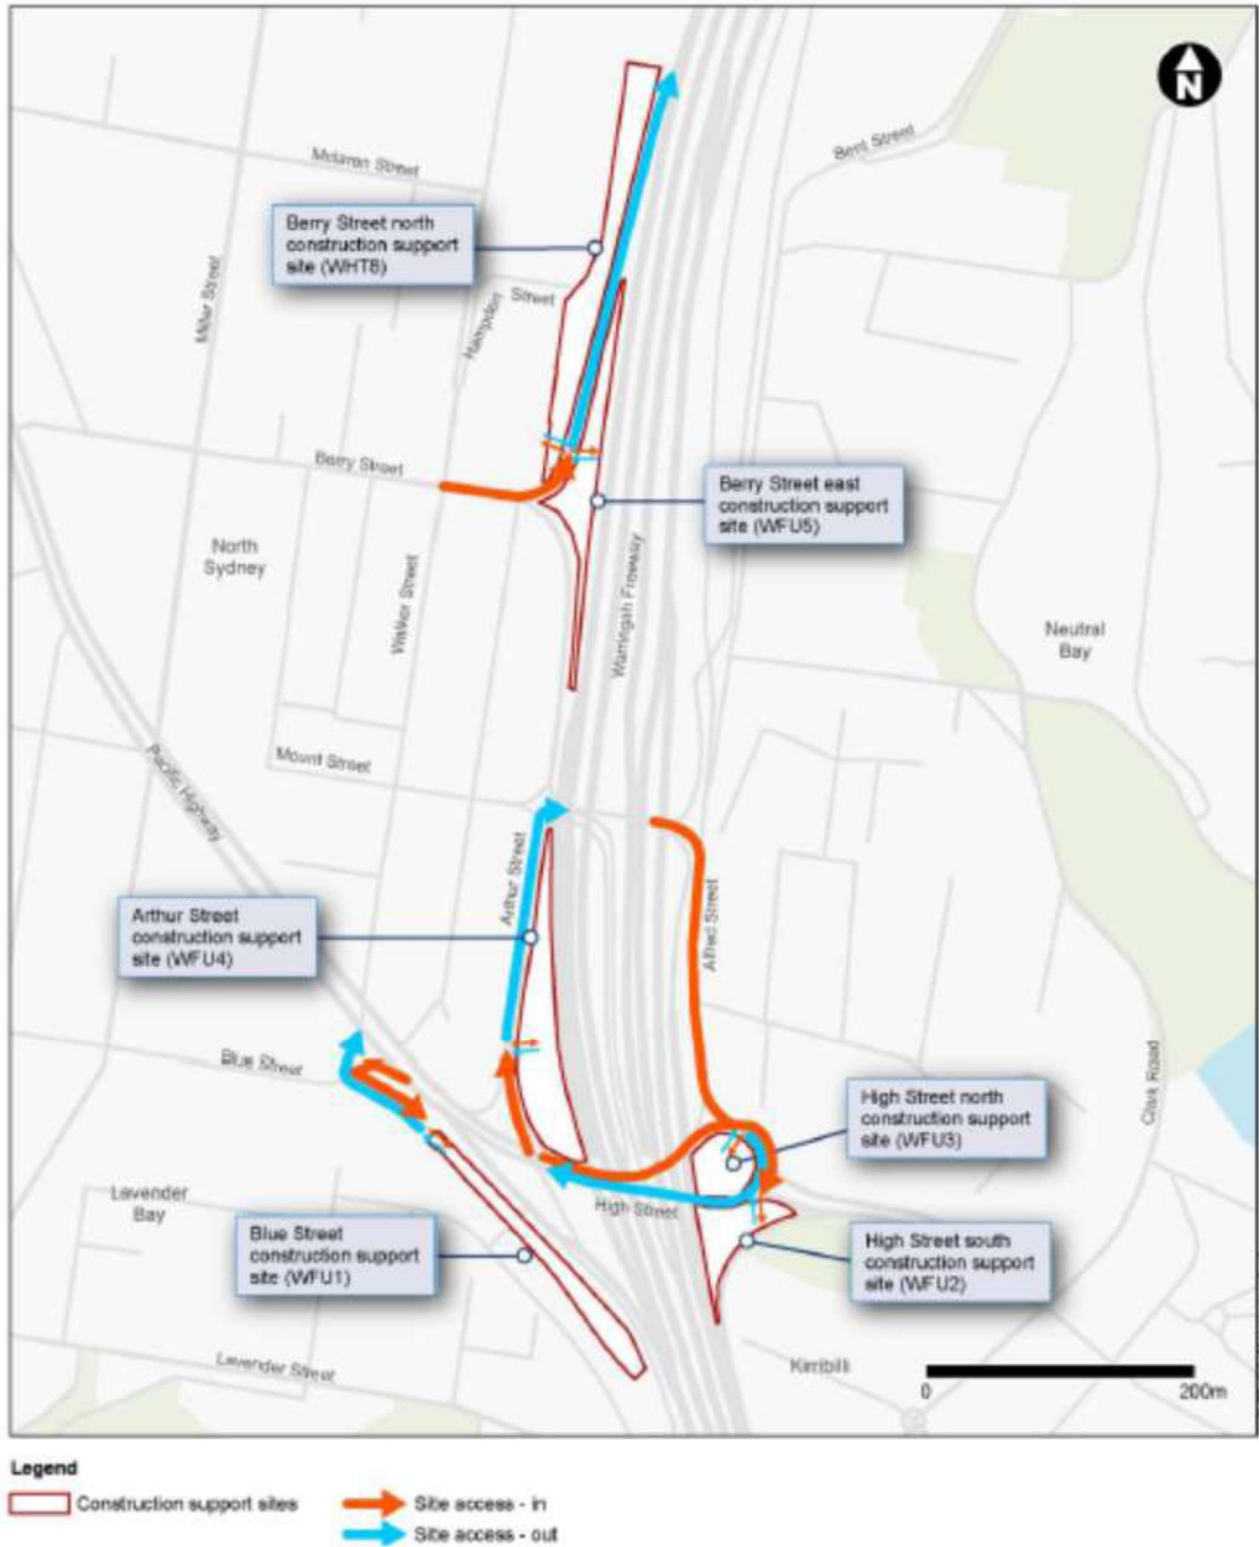 N
Bent Street
Mclaren Street
Berry Street north
construction support
site (WHT8)
Miller Street
Hampden
Street
Berry Street
Berry Street east
construction support
site (WFU5)
North
Sydney
Walker Street
Warringah Freeway
Neutral
Bay
Mount Street
Pacific Highway
Arthur Street
Alfred Street
Arthur Street
construction support
site (WFU4)
Blue Street
Clark Road
High Street north
construction support
site (WFU3)
Lavender
Bay
High Street
Blue Street
construction support
site (WFU1)
High Street south
construction support
site (WFU2)
Lavender Street
Kirribilli
0
200m
Legend
Construction support sites
Site access - in
Site access - out